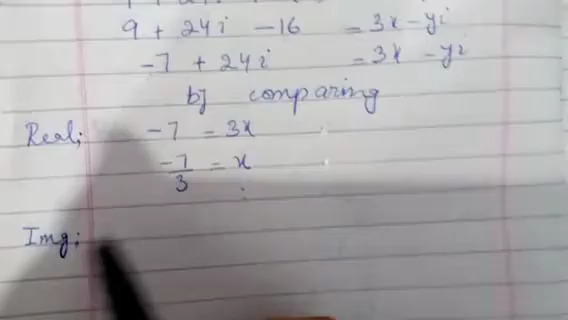 9 + 24i - 16 = 3x - yi
-7 + 24i = 3x - yi
by comparing
Real; -7 = 3x
-7/3 = x
Img;